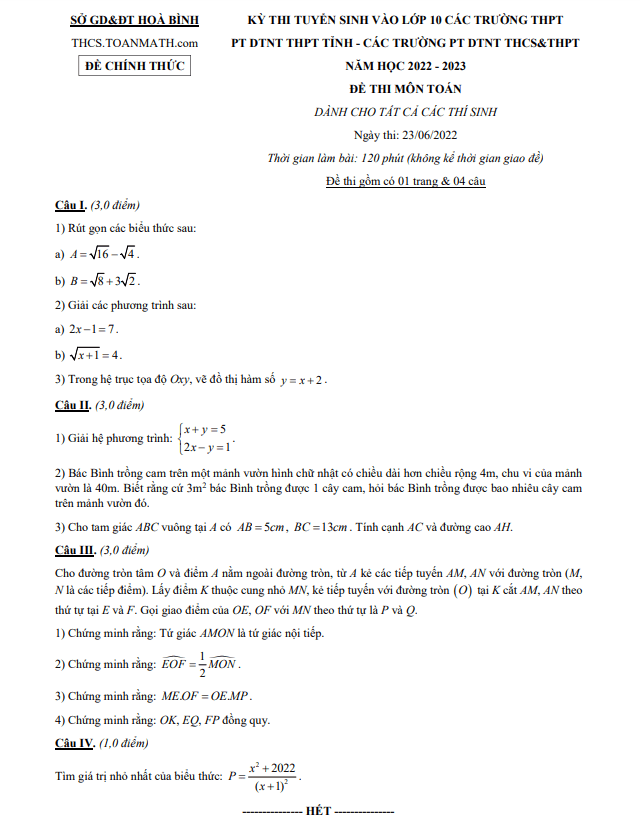 SỞ GD&ĐT HOÀ BÌNH
THCS.TOANMATH.com
ĐỀ CHÍNH THỨC
KỲ THI TUYỂN SINH VÀO LỚP 10 CÁC TRƯỜNG THPT
PT DTNT THPT TỈNH - CÁC TRƯỜNG PT DTNT THCS&THPT
NĂM HỌC 2022 - 2023
ĐỀ THI MÔN TOÁN
DÀNH CHO TẤT CẢ CÁC THÍ SINH
Ngày thi: 23/06/2022
Thời gian làm bài: 120 phút (không kể thời gian giao đề)
Đề thi gồm có 01 trang & 04 câu
Câu I. (3,0 điểm)
1) Rút gọn các biểu thức sau:
a) A = √16 − √4 .
b) B = √8 + 3√2 .
2) Giải các phương trình sau:
a) 2x − 1 = 7 .
b) √(x+1) = 4 .
3) Trong hệ trục tọa độ Oxy, vẽ đồ thị hàm số y = x + 2 .
Câu II. (3,0 điểm)
1) Giải hệ phương trình: { x + y = 5
2x − y = 1 .
2) Bác Bình trồng cam trên một mảnh vườn hình chữ nhật có chiều dài hơn chiều rộng 4m, chu vi của mảnh
vườn là 40m. Biết rằng cứ 3m² bác Bình trồng được 1 cây cam, hỏi bác Bình trồng được bao nhiêu cây cam
trên mảnh vườn đó.
3) Cho tam giác ABC vuông tại A có AB = 5cm , BC = 13cm . Tính cạnh AC và đường cao AH.
Câu III. (3,0 điểm)
Cho đường tròn tâm O và điểm A nằm ngoài đường tròn, từ A kẻ các tiếp tuyến AM, AN với đường tròn (M,
N là các tiếp điểm). Lấy điểm K thuộc cung nhỏ MN, kẻ tiếp tuyến với đường tròn (O) tại K cắt AM, AN theo
thứ tự tại E và F. Gọi giao điểm của OE, OF với MN theo thứ tự là P và Q.
1) Chứng minh rằng: Tứ giác AMON là tứ giác nội tiếp.
2) Chứng minh rằng: EOF = 1/2 MON .
3) Chứng minh rằng: ME.OF = OE.MP .
4) Chứng minh rằng: OK, EQ, FP đồng quy.
Câu IV. (1,0 điểm)
Tìm giá trị nhỏ nhất của biểu thức: P = (x² + 2022)/(x + 1)² .
--------------- HẾT ---------------